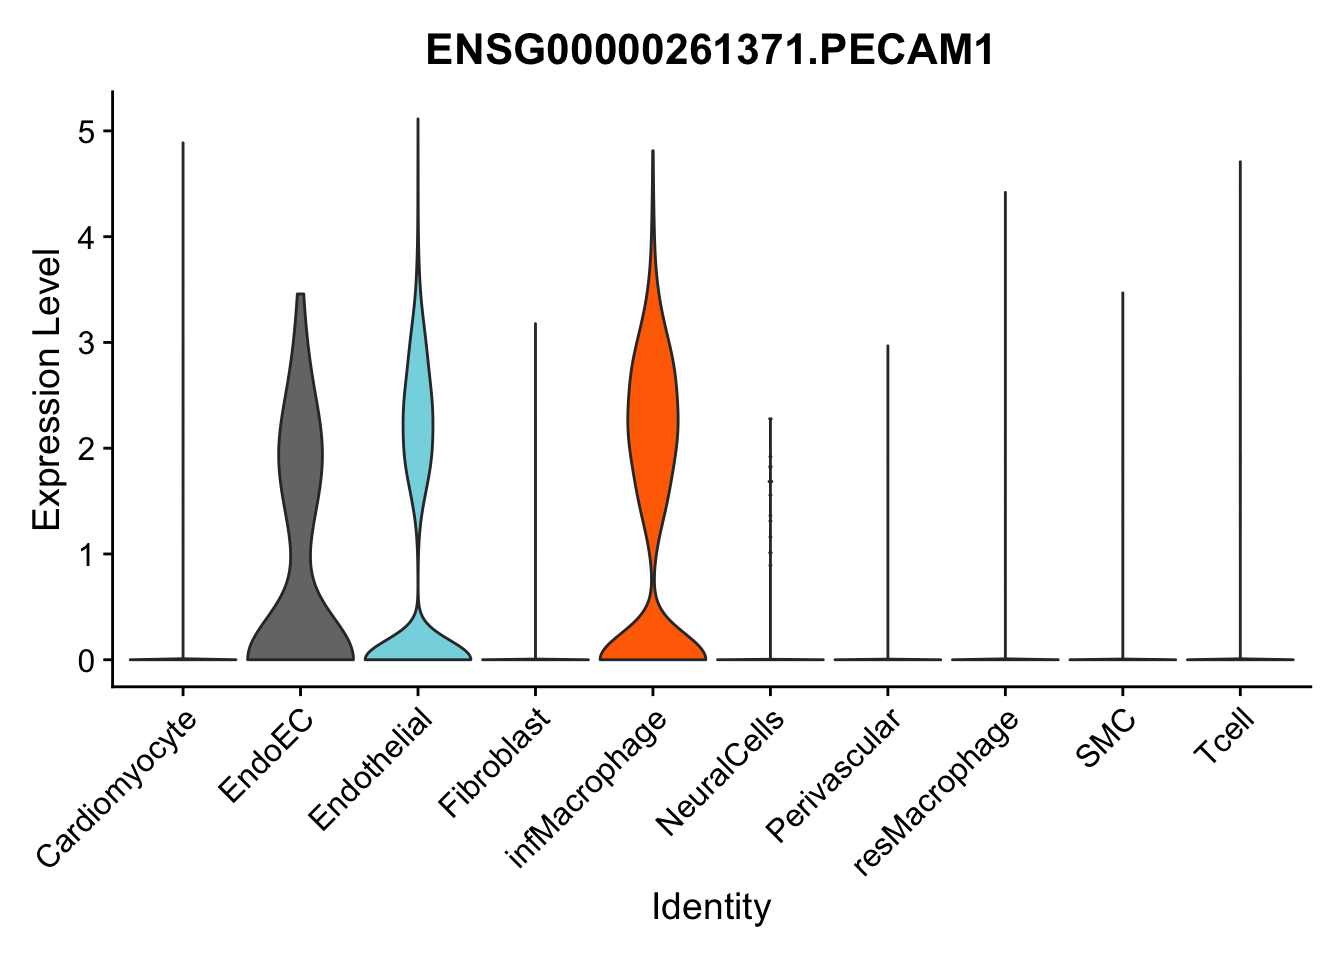 ENSG00000261371.PECAM1
Expression Level
5
4
3
2
1
0
Cardiomyocyte
EndoEC
Endothelial
Fibroblast
infMacrophage
NeuralCells
Perivascular
resMacrophage
SMC
Tcell
Identity